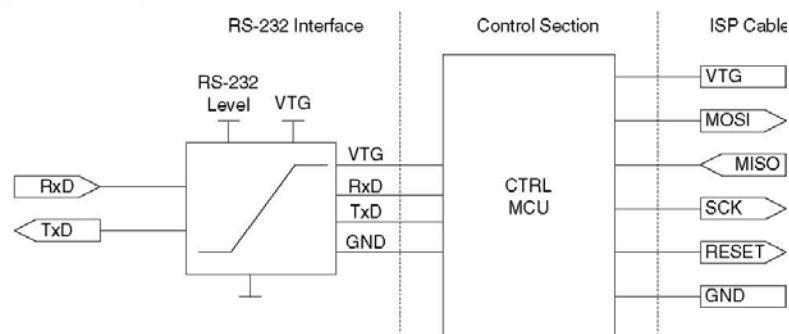 RS-232 Interface
Control Section
ISP Cable
RS-232
Level
VTG
RxD
TxD
VTG
RxD
TxD
GND
CTRL
MCU
VTG
MOSI
MISO
SCK
RESET
GND